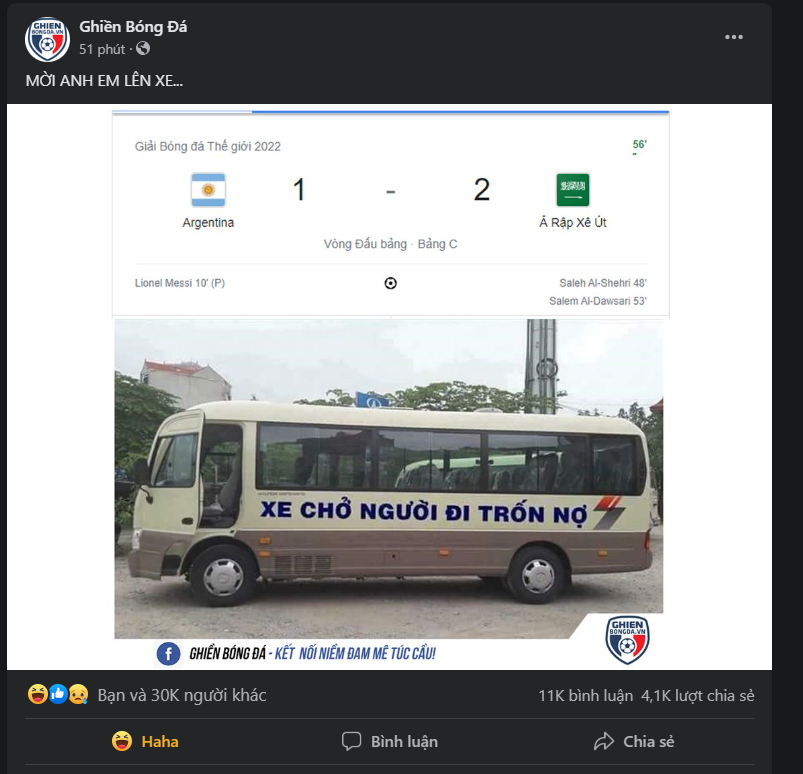 GHIEN
BONGDA.VN
Ghiền Bóng Đá
51 phút ·
MỜI ANH EM LÊN XE...
Giải Bóng đá Thế giới 2022
56'
1 - 2
Argentina
Ả Rập Xê Út
Vòng Đấu bảng · Bảng C
Lionel Messi 10' (P)
Saleh Al-Shehri 48'
Salem Al-Dawsari 53'
XE CHỞ NGƯỜI ĐI TRỐN NỢ
GHIỀN BÓNG ĐÁ - KẾT NỐI NIỀM ĐAM MÊ TÚC CẦU!
GHIEN
BONGDA.VN
Bạn và 30K người khác
11K bình luận 4,1K lượt chia sẻ
Haha
Bình luận
Chia sẻ